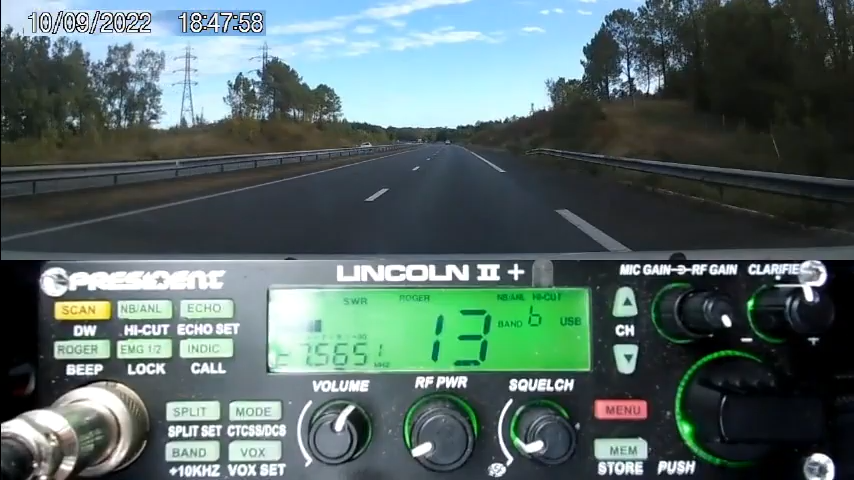 10/09/2022 18:47:58
PRESIDENT
LINCOLN II +
MIC GAIN RF GAIN CLARIFIER
SCAN NB/ANL ECHO
DW HI-CUT ECHO SET
ROGER EMG 1/2 INDIC
BEEP LOCK CALL
SWR ROGER NB/ANL HI-CUT
13 BAND b USB
MHZ
CH
VOLUME RF PWR SQUELCH
SPLIT MODE
SPLIT SET CTCSS/DCS
BAND VOX
+10KHZ VOX SET
MENU
MEM
STORE PUSH
- +